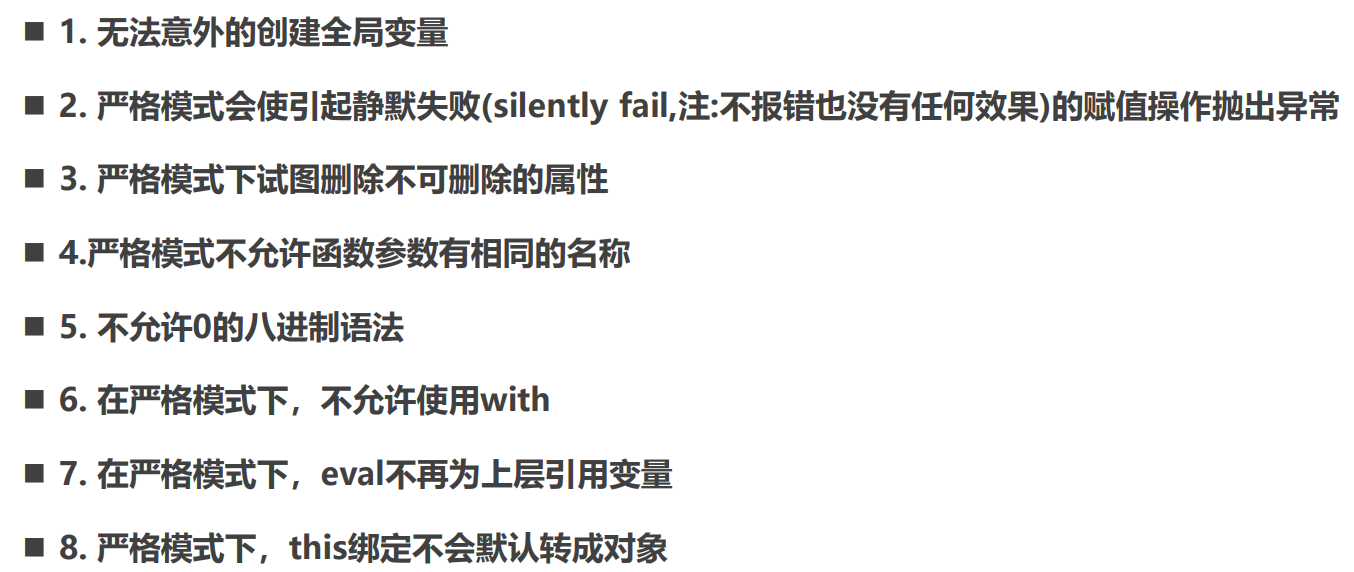 ■ 1. 无法意外的创建全局变量
■ 2. 严格模式会使引起静默失败(silently fail,注:不报错也没有任何效果)的赋值操作抛出异常
■ 3. 严格模式下试图删除不可删除的属性
■ 4.严格模式不允许函数参数有相同的名称
■ 5. 不允许0的八进制语法
■ 6. 在严格模式下，不允许使用with
■ 7. 在严格模式下，eval不再为上层引用变量
■ 8. 严格模式下，this绑定不会默认转成对象